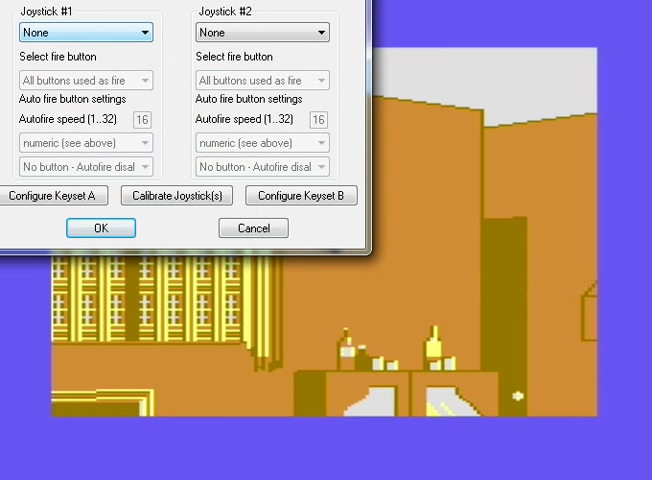 Joystick #1 Joystick #2
None None
Select fire button Select fire button
All buttons used as fire All buttons used as fire
Auto fire button settings Auto fire button settings
Autofire speed (1..32) 16 Autofire speed (1..32) 16
numeric (see above) numeric (see above)
No button - Autofire disal No button - Autofire disal
Configure Keyset A Calibrate Joystick(s) Configure Keyset B
OK Cancel